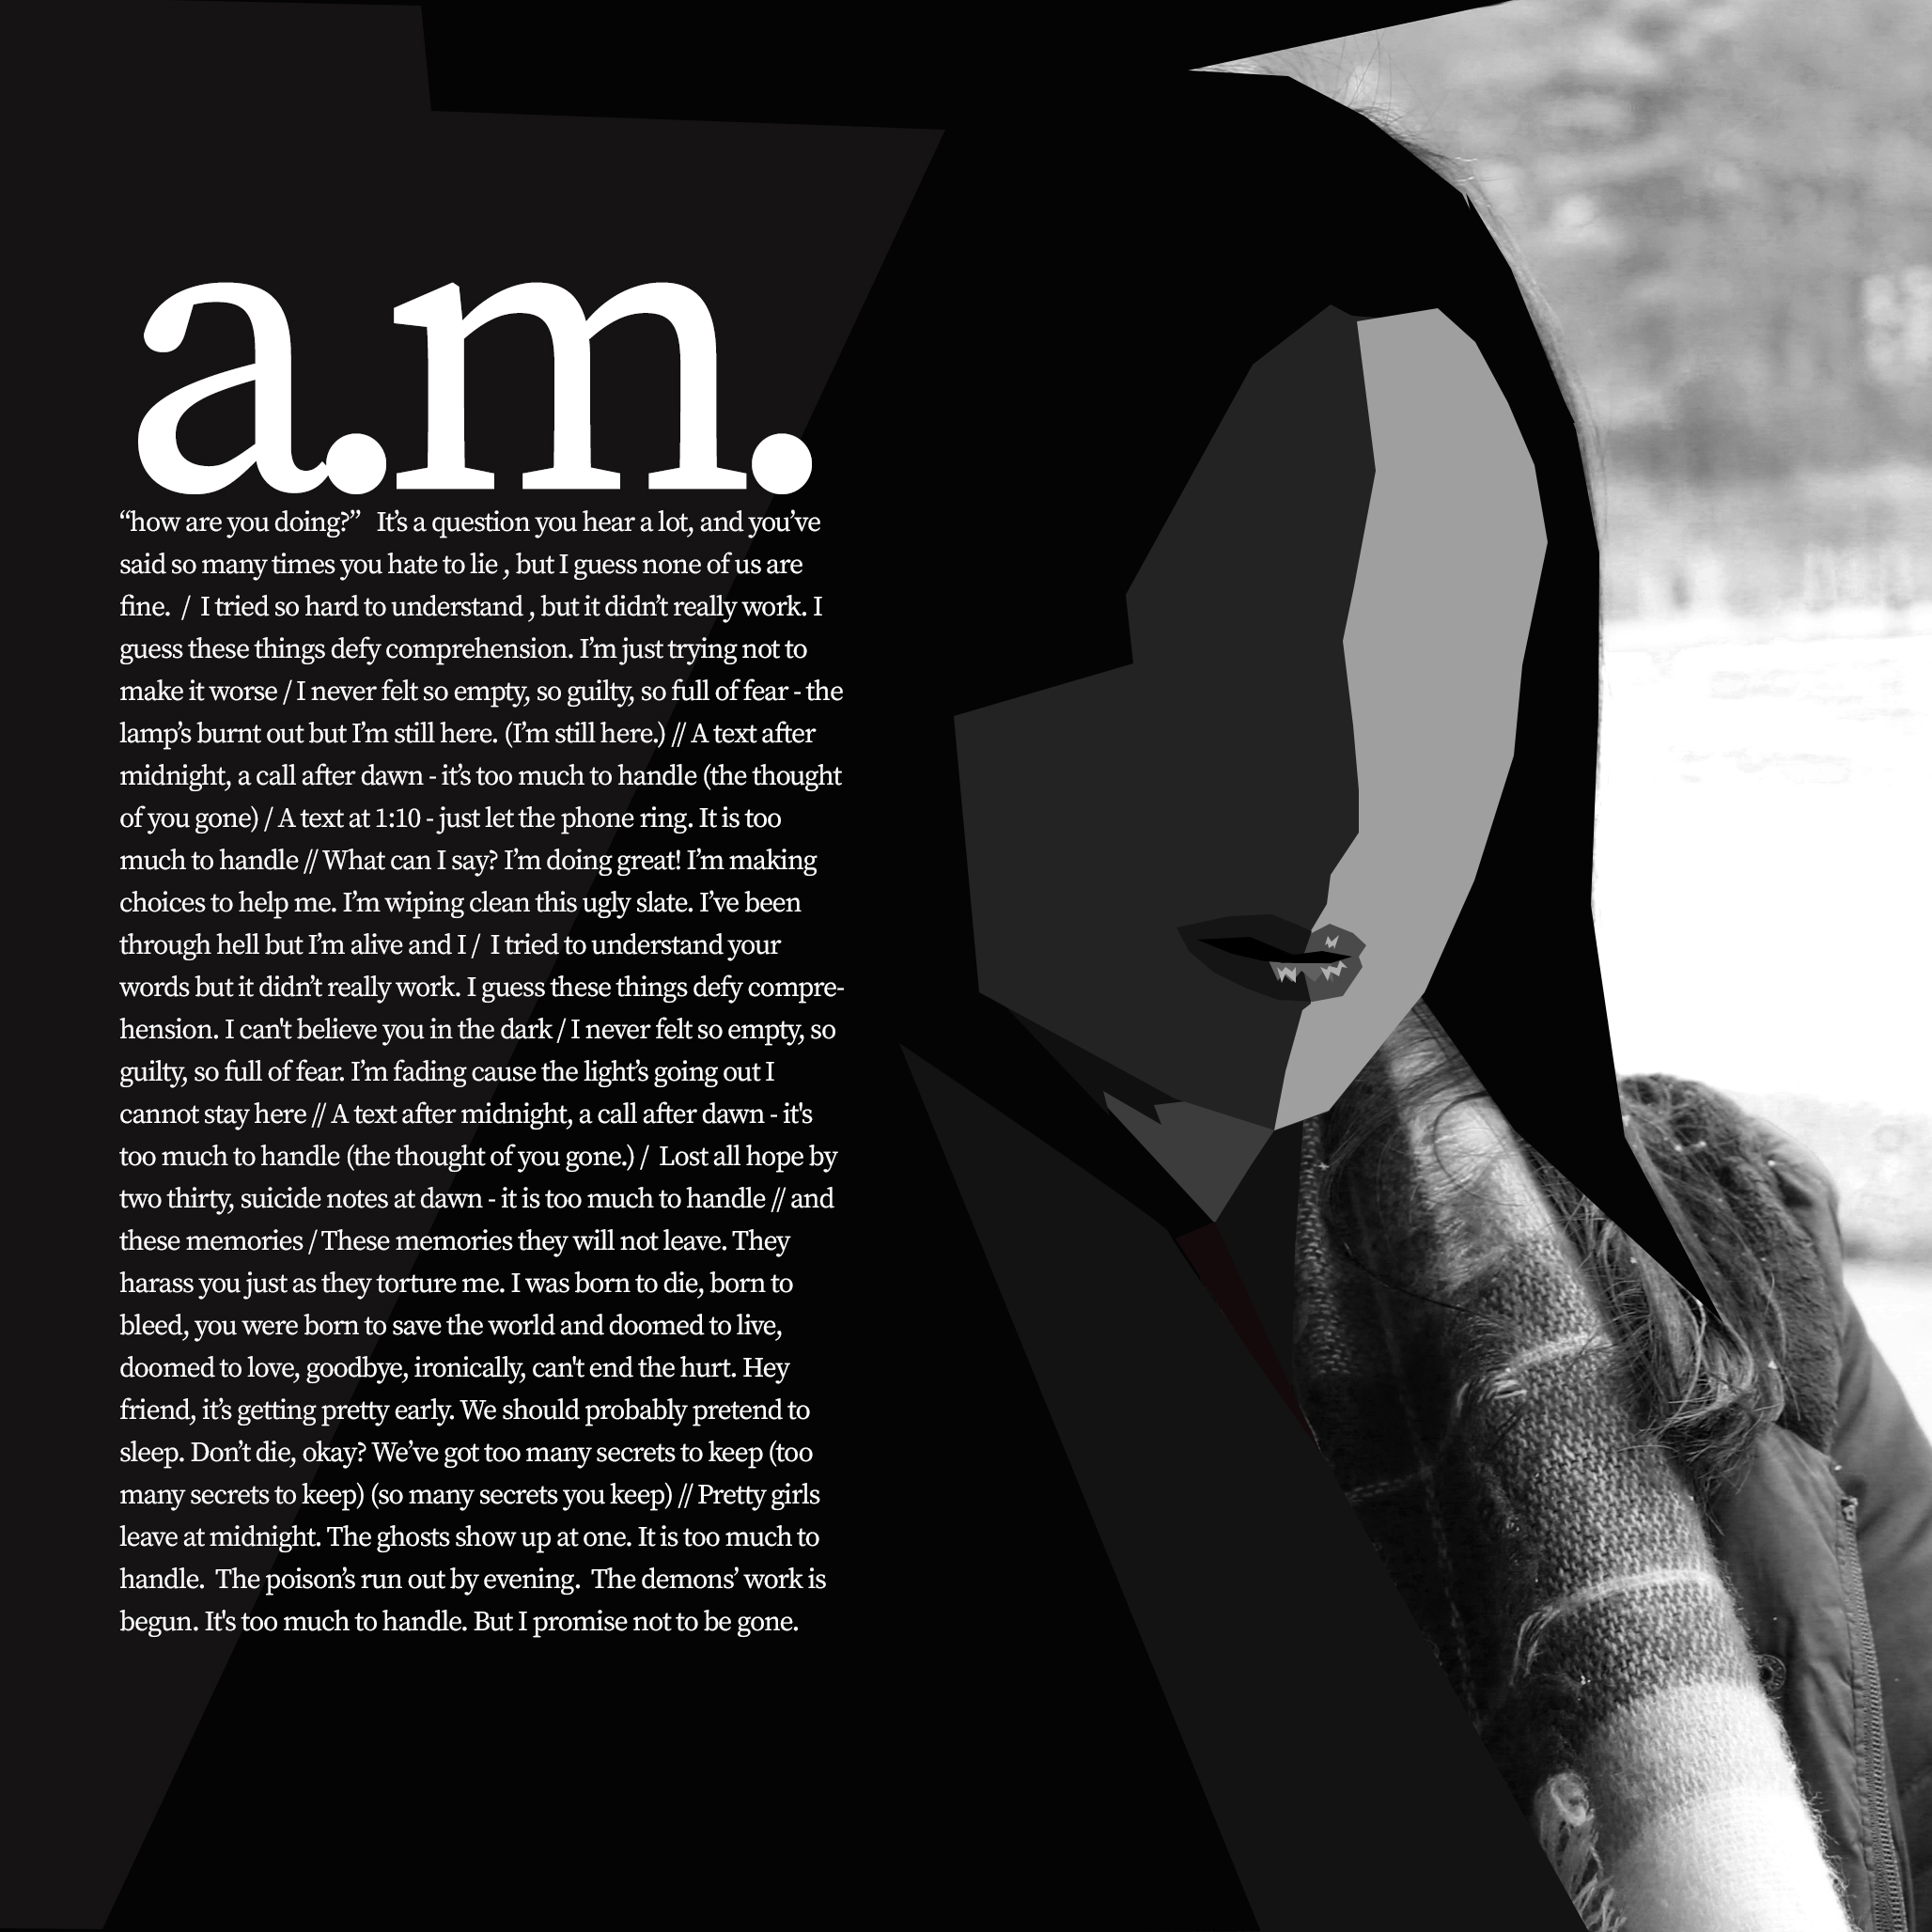 a.m.
“how are you doing?”   It’s a question you hear a lot, and you’ve
said so many times you hate to lie , but I guess none of us are
fine.  /  I tried so hard to understand , but it didn’t really work. I
guess these things defy comprehension. I’m just trying not to
make it worse / I never felt so empty, so guilty, so full of fear - the
lamp’s burnt out but I’m still here. (I’m still here.) // A text after
midnight, a call after dawn - it’s too much to handle (the thought
of you gone) / A text at 1:10 - just let the phone ring. It is too
much to handle // What can I say? I’m doing great! I’m making
choices to help me. I’m wiping clean this ugly slate. I’ve been
through hell but I’m alive and I /  I tried to understand your
words but it didn’t really work. I guess these things defy compre-
hension. I can't believe you in the dark / I never felt so empty, so
guilty, so full of fear. I’m fading cause the light’s going out I
cannot stay here // A text after midnight, a call after dawn - it's
too much to handle (the thought of you gone.) /  Lost all hope by
two thirty, suicide notes at dawn - it is too much to handle // and
these memories / These memories they will not leave. They
harass you just as they torture me. I was born to die, born to
bleed, you were born to save the world and doomed to live,
doomed to love, goodbye, ironically, can't end the hurt. Hey
friend, it’s getting pretty early. We should probably pretend to
sleep. Don’t die, okay? We’ve got too many secrets to keep (too
many secrets to keep) (so many secrets you keep) // Pretty girls
leave at midnight. The ghosts show up at one. It is too much to
handle.  The poison’s run out by evening.  The demons’ work is
begun. It's too much to handle. But I promise not to be gone.